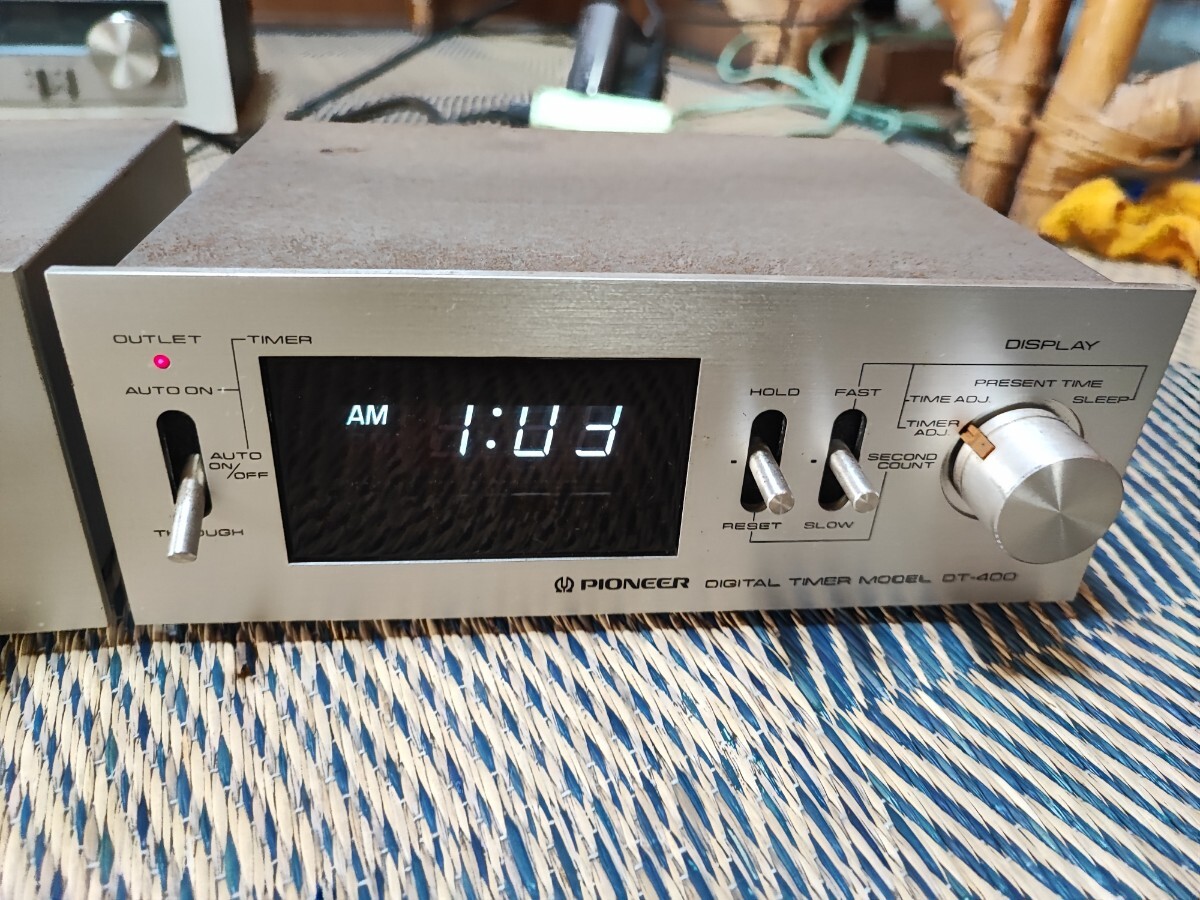 OUTLET
TIMER
AUTO ON
AUTO
ON/OFF
AM 1:03
HOLD
FAST
RESET
SLOW
SECOND
COUNT
DISPLAY
PRESENT TIME
TIME ADJ.
SLEEP
TIMER
ADJ.
PIONEER DIGITAL TIMER MODEL DT-400